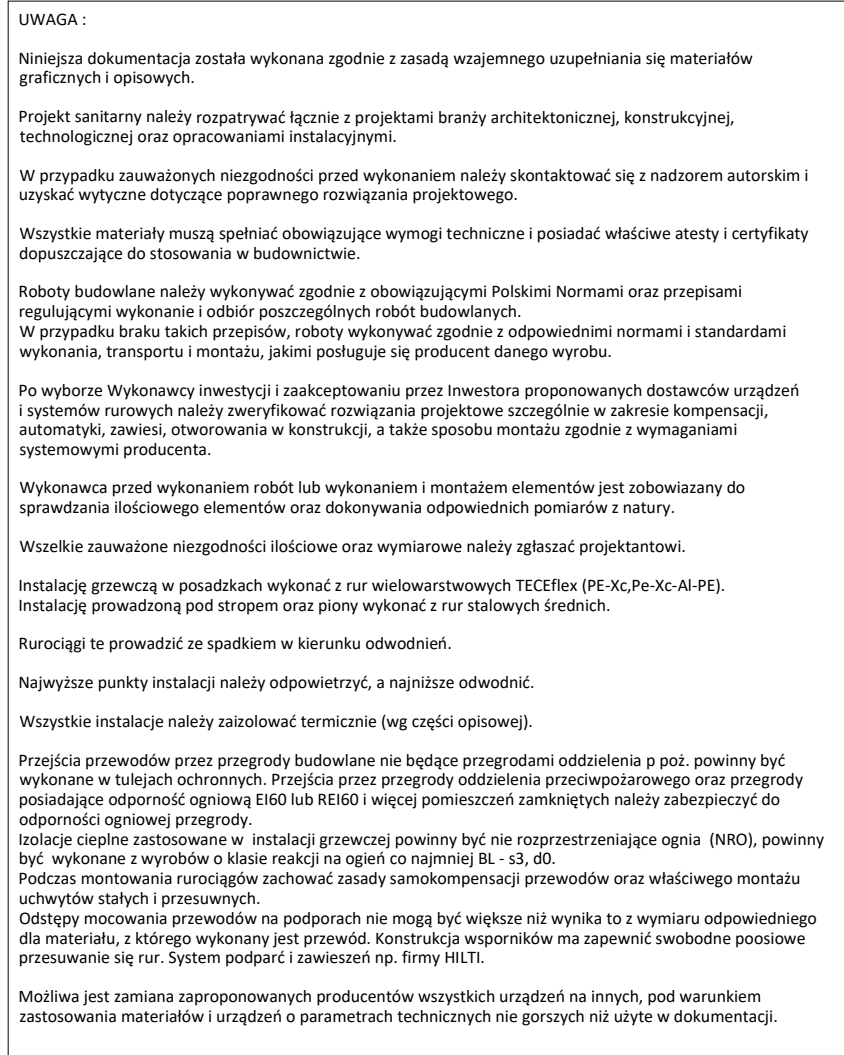 UWAGA :
Niniejsza dokumentacja została wykonana zgodnie z zasadą wzajemnego uzupełniania się materiałów
graficznych i opisowych.
Projekt sanitarny należy rozpatrywać łącznie z projektami branży architektonicznej, konstrukcyjnej,
technologicznej oraz opracowaniami instalacyjnymi.
W przypadku zauważonych niezgodności przed wykonaniem należy skontaktować się z nadzorem autorskim i
uzyskać wytyczne dotyczące poprawnego rozwiązania projektowego.
Wszystkie materiały muszą spełniać obowiązujące wymogi techniczne i posiadać właściwe atesty i certyfikaty
dopuszczające do stosowania w budownictwie.
Roboty budowlane należy wykonywać zgodnie z obowiązującymi Polskimi Normami oraz przepisami
regulującymi wykonanie i odbiór poszczególnych robót budowlanych.
W przypadku braku takich przepisów, roboty wykonywać zgodnie z odpowiednimi normami i standardami
wykonania, transportu i montażu, jakimi posługuje się producent danego wyrobu.
Po wyborze Wykonawcy inwestycji i zaakceptowaniu przez Inwestora proponowanych dostawców urządzeń
i systemów rurowych należy zweryfikować rozwiązania projektowe szczególnie w zakresie kompensacji,
automatyki, zawiesi, otworowania w konstrukcji, a także sposobu montażu zgodnie z wymaganiami
systemowymi producenta.
Wykonawca przed wykonaniem robót lub wykonaniem i montażem elementów jest zobowiazany do
sprawdzania ilościowego elementów oraz dokonywania odpowiednich pomiarów z natury.
Wszelkie zauważone niezgodności ilościowe oraz wymiarowe należy zgłaszać projektantowi.
Instalację grzewczą w posadzkach wykonać z rur wielowarstwowych TECEflex (PE-Xc,Pe-Xc-Al-PE).
Instalację prowadzoną pod stropem oraz piony wykonać z rur stalowych średnich.
Rurociągi te prowadzić ze spadkiem w kierunku odwodnień.
Najwyższe punkty instalacji należy odpowietrzyć, a najniższe odwodnić.
Wszystkie instalacje należy zaizolować termicznie (wg części opisowej).
Przejścia przewodów przez przegrody budowlane nie będące przegrodami oddzielenia p poż. powinny być
wykonane w tulejach ochronnych. Przejścia przez przegrody oddzielenia przeciwpożarowego oraz przegrody
posiadające odporność ogniową EI60 lub REI60 i więcej pomieszczeń zamkniętych należy zabezpieczyć do
odporności ogniowej przegrody.
Izolacje cieplne zastosowane w instalacji grzewczej powinny być nie rozprzestrzeniające ognia (NRO), powinny
być wykonane z wyrobów o klasie reakcji na ogień co najmniej BL - s3, d0.
Podczas montowania rurociągów zachować zasady samokompensacji przewodów oraz właściwego montażu
uchwytów stałych i przesuwnych.
Odstępy mocowania przewodów na podporach nie mogą być większe niż wynika to z wymiaru odpowiedniego
dla materiału, z którego wykonany jest przewód. Konstrukcja wsporników ma zapewnić swobodne poosiowe
przesuwanie się rur. System podparć i zawieszeń np. firmy HILTI.
Możliwa jest zamiana zaproponowanych producentów wszystkich urządzeń na innych, pod warunkiem
zastosowania materiałów i urządzeń o parametrach technicznych nie gorszych niż użyte w dokumentacji.